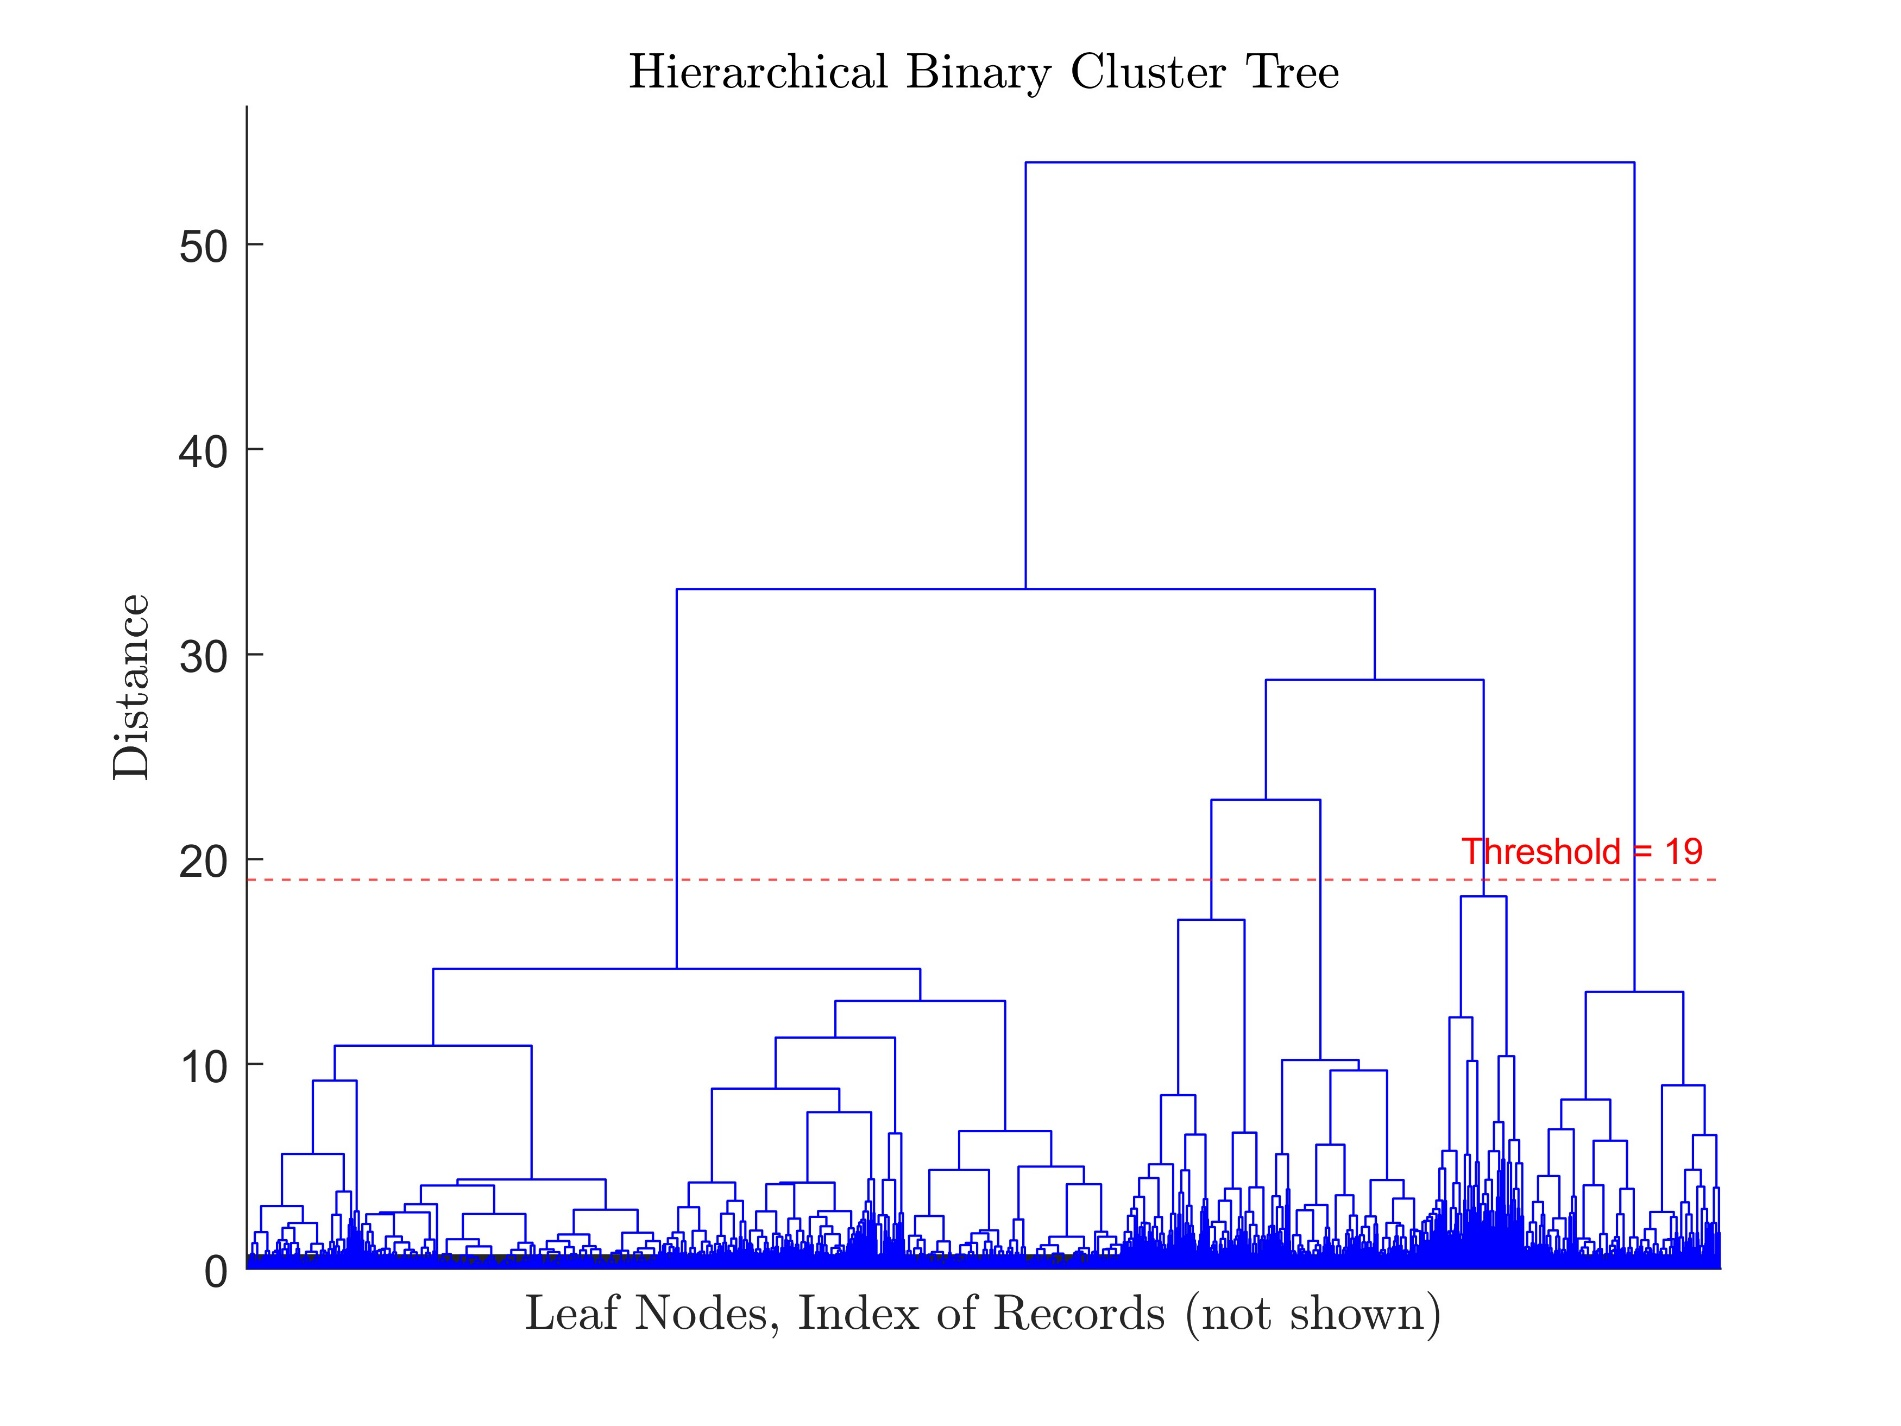 Hierarchical Binary Cluster Tree
50
40
30
20
10
0
Distance
Threshold = 19
Leaf Nodes, Index of Records (not shown)